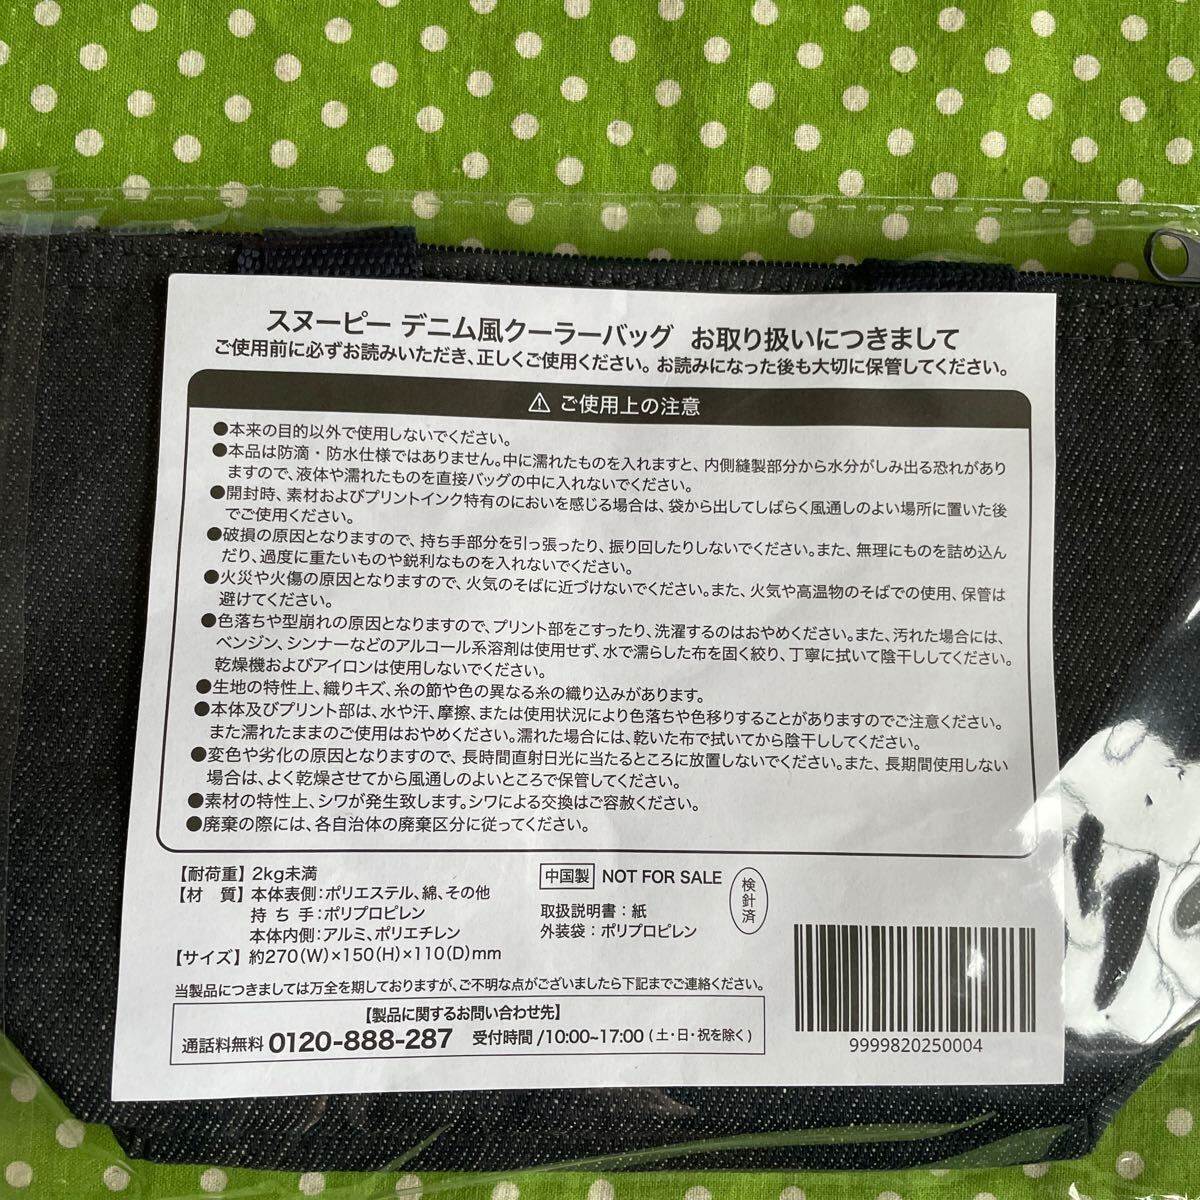 スヌーピー デニム風クーラーバッグ お取り扱いにつきまして
ご使用前に必ずお読みいただき、正しくご使用ください。お読みになった後も大切に保管してください。
⚠ ご使用上の注意
●本来の目的以外で使用しないでください。
●本品は防滴・防水仕様ではありません。中に濡れたものを入れますと、内側縫製部分から水分がしみ出る恐れがあり
ますので、液体や濡れたものを直接バッグの中に入れないでください。
●開封時、素材およびプリントインク特有のにおいを感じる場合は、袋から出してしばらく風通しのよい場所に置いた後
でご使用ください。
●破損の原因となりますので、持ち手部分を引っ張ったり、振り回したりしないでください。また、無理にものを詰め込ん
だり、過度に重たいものや鋭利なものを入れないでください。
●火災や火傷の原因となりますので、火気のそばに近づけないでください。また、火気や高温物のそばでの使用、保管は
避けてください。
●色落ちや型崩れの原因となりますので、プリント部をこすったり、洗濯するのはおやめください。また、汚れた場合には、
ベンジン、シンナーなどのアルコール系溶剤は使用せず、水で濡らした布を固く絞り、丁寧に拭いて陰干ししてください。
乾燥機およびアイロンは使用しないでください。
●生地の特性上、織りキズ、糸の節や色の異なる糸の織り込みがあります。
●本体及びプリント部は、水や汗、摩擦、または使用状況により色落ちや色移りすることがありますのでご注意ください。
また濡れたままのご使用はおやめください。濡れた場合には、乾いた布で拭いてから陰干ししてください。
●変色や劣化の原因となりますので、長時間直射日光に当たるところに放置しないでください。また、長期間使用しない
場合は、よく乾燥させてから風通しのよいところで保管してください。
●素材の特性上、シワが発生致します。シワによる交換はご容赦ください。
●廃棄の際には、各自治体の廃棄区分に従ってください。
【耐荷重】2kg未満
【材 質】本体表側:ポリエステル、綿、その他
持 ち 手:ポリプロピレン
本体内側:アルミ、ポリエチレン
【サイズ】約270(W)×150(H)×110(D)mm
中国製 NOT FOR SALE
取扱説明書:紙
外装袋:ポリプロピレン
検針済
当製品につきましては万全を期しておりますが、ご不明な点がございましたら下記までご連絡ください。
【製品に関するお問い合わせ先】
通話料無料 0120-888-287 受付時間/10:00~17:00(土・日・祝を除く)
9999820250004